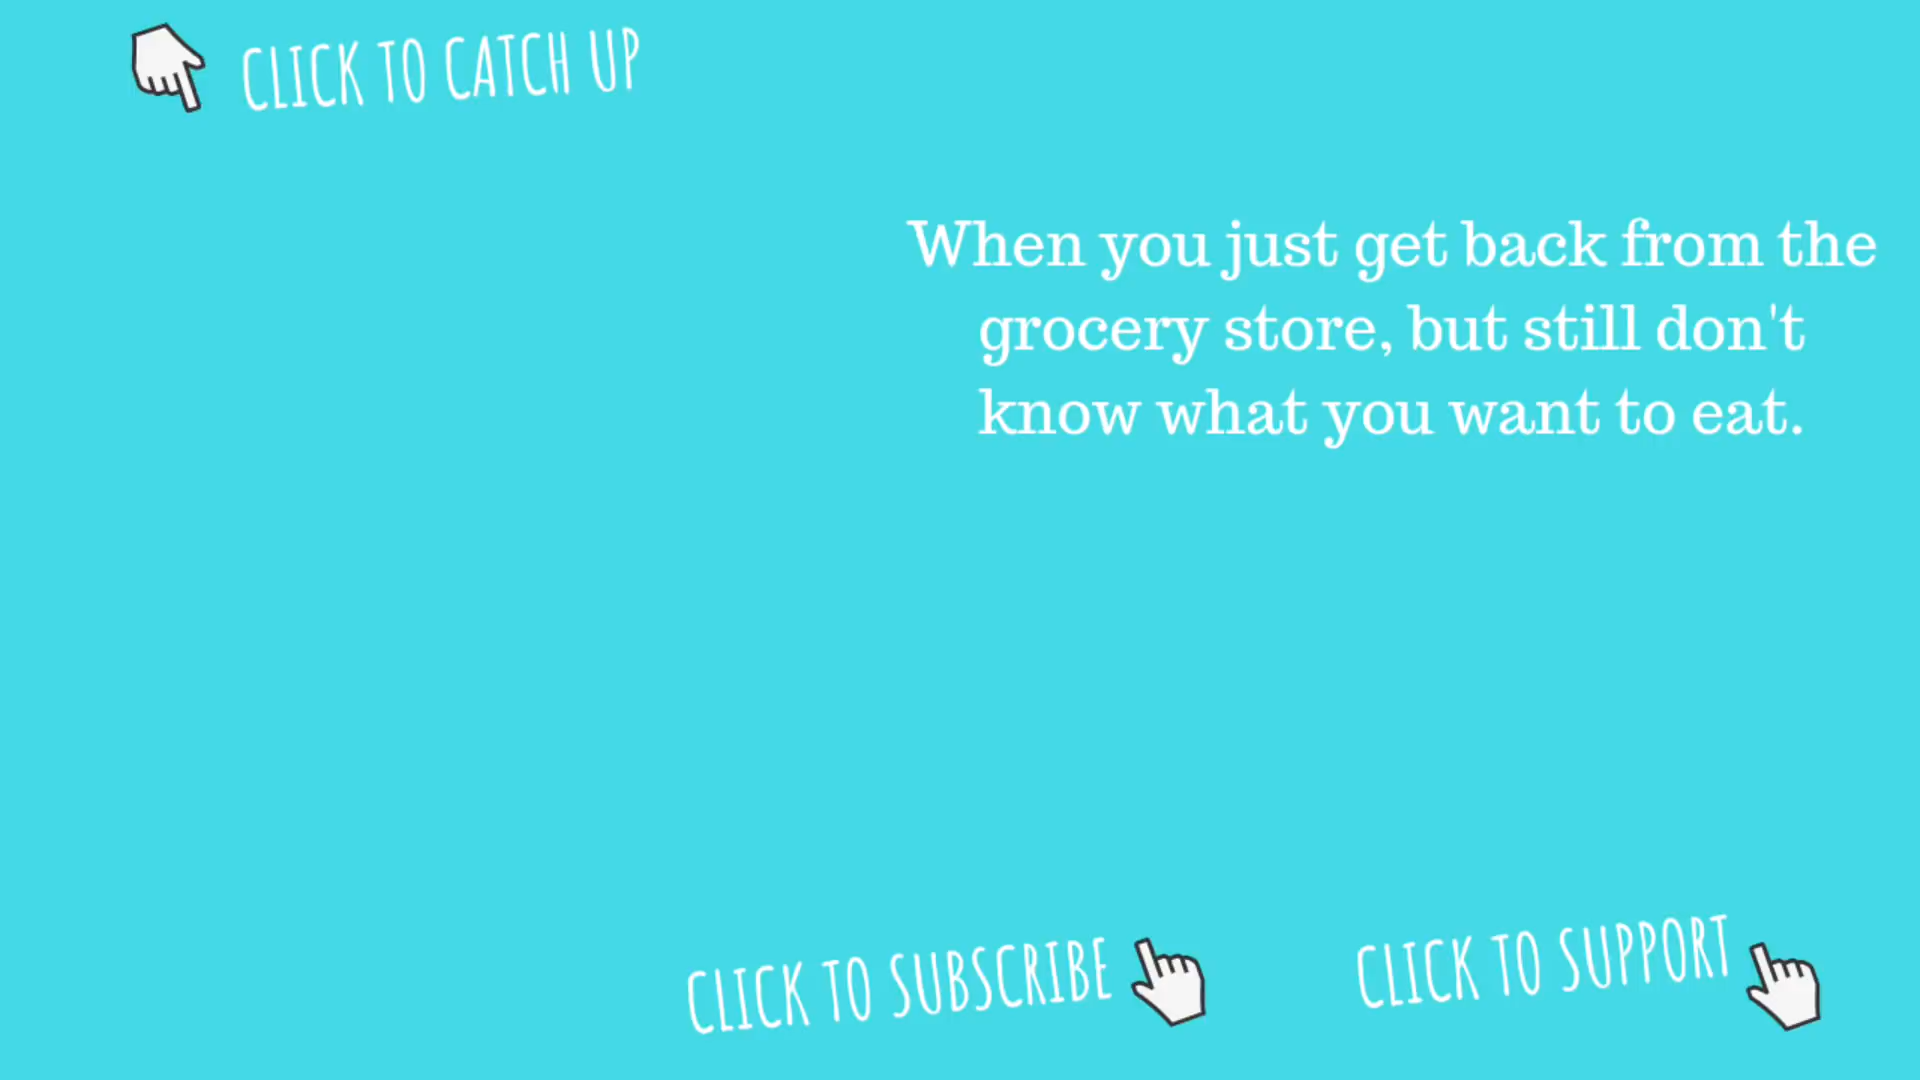 CLICK TO CATCH UP
When you just get back from the
grocery store, but still don't
know what you want to eat.
CLICK TO SUBSCRIBE
CLICK TO SUPPORT